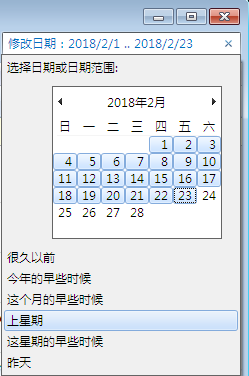 修改日期：2018/2/1 .. 2018/2/23
选择日期或日期范围:
2018年2月
日 一 二 三 四 五 六
1 2 3
4 5 6 7 8 9 10
11 12 13 14 15 16 17
18 19 20 21 22 23 24
25 26 27 28
很久以前
今年的早些时候
这个月的早些时候
上星期
这星期的早些时候
昨天